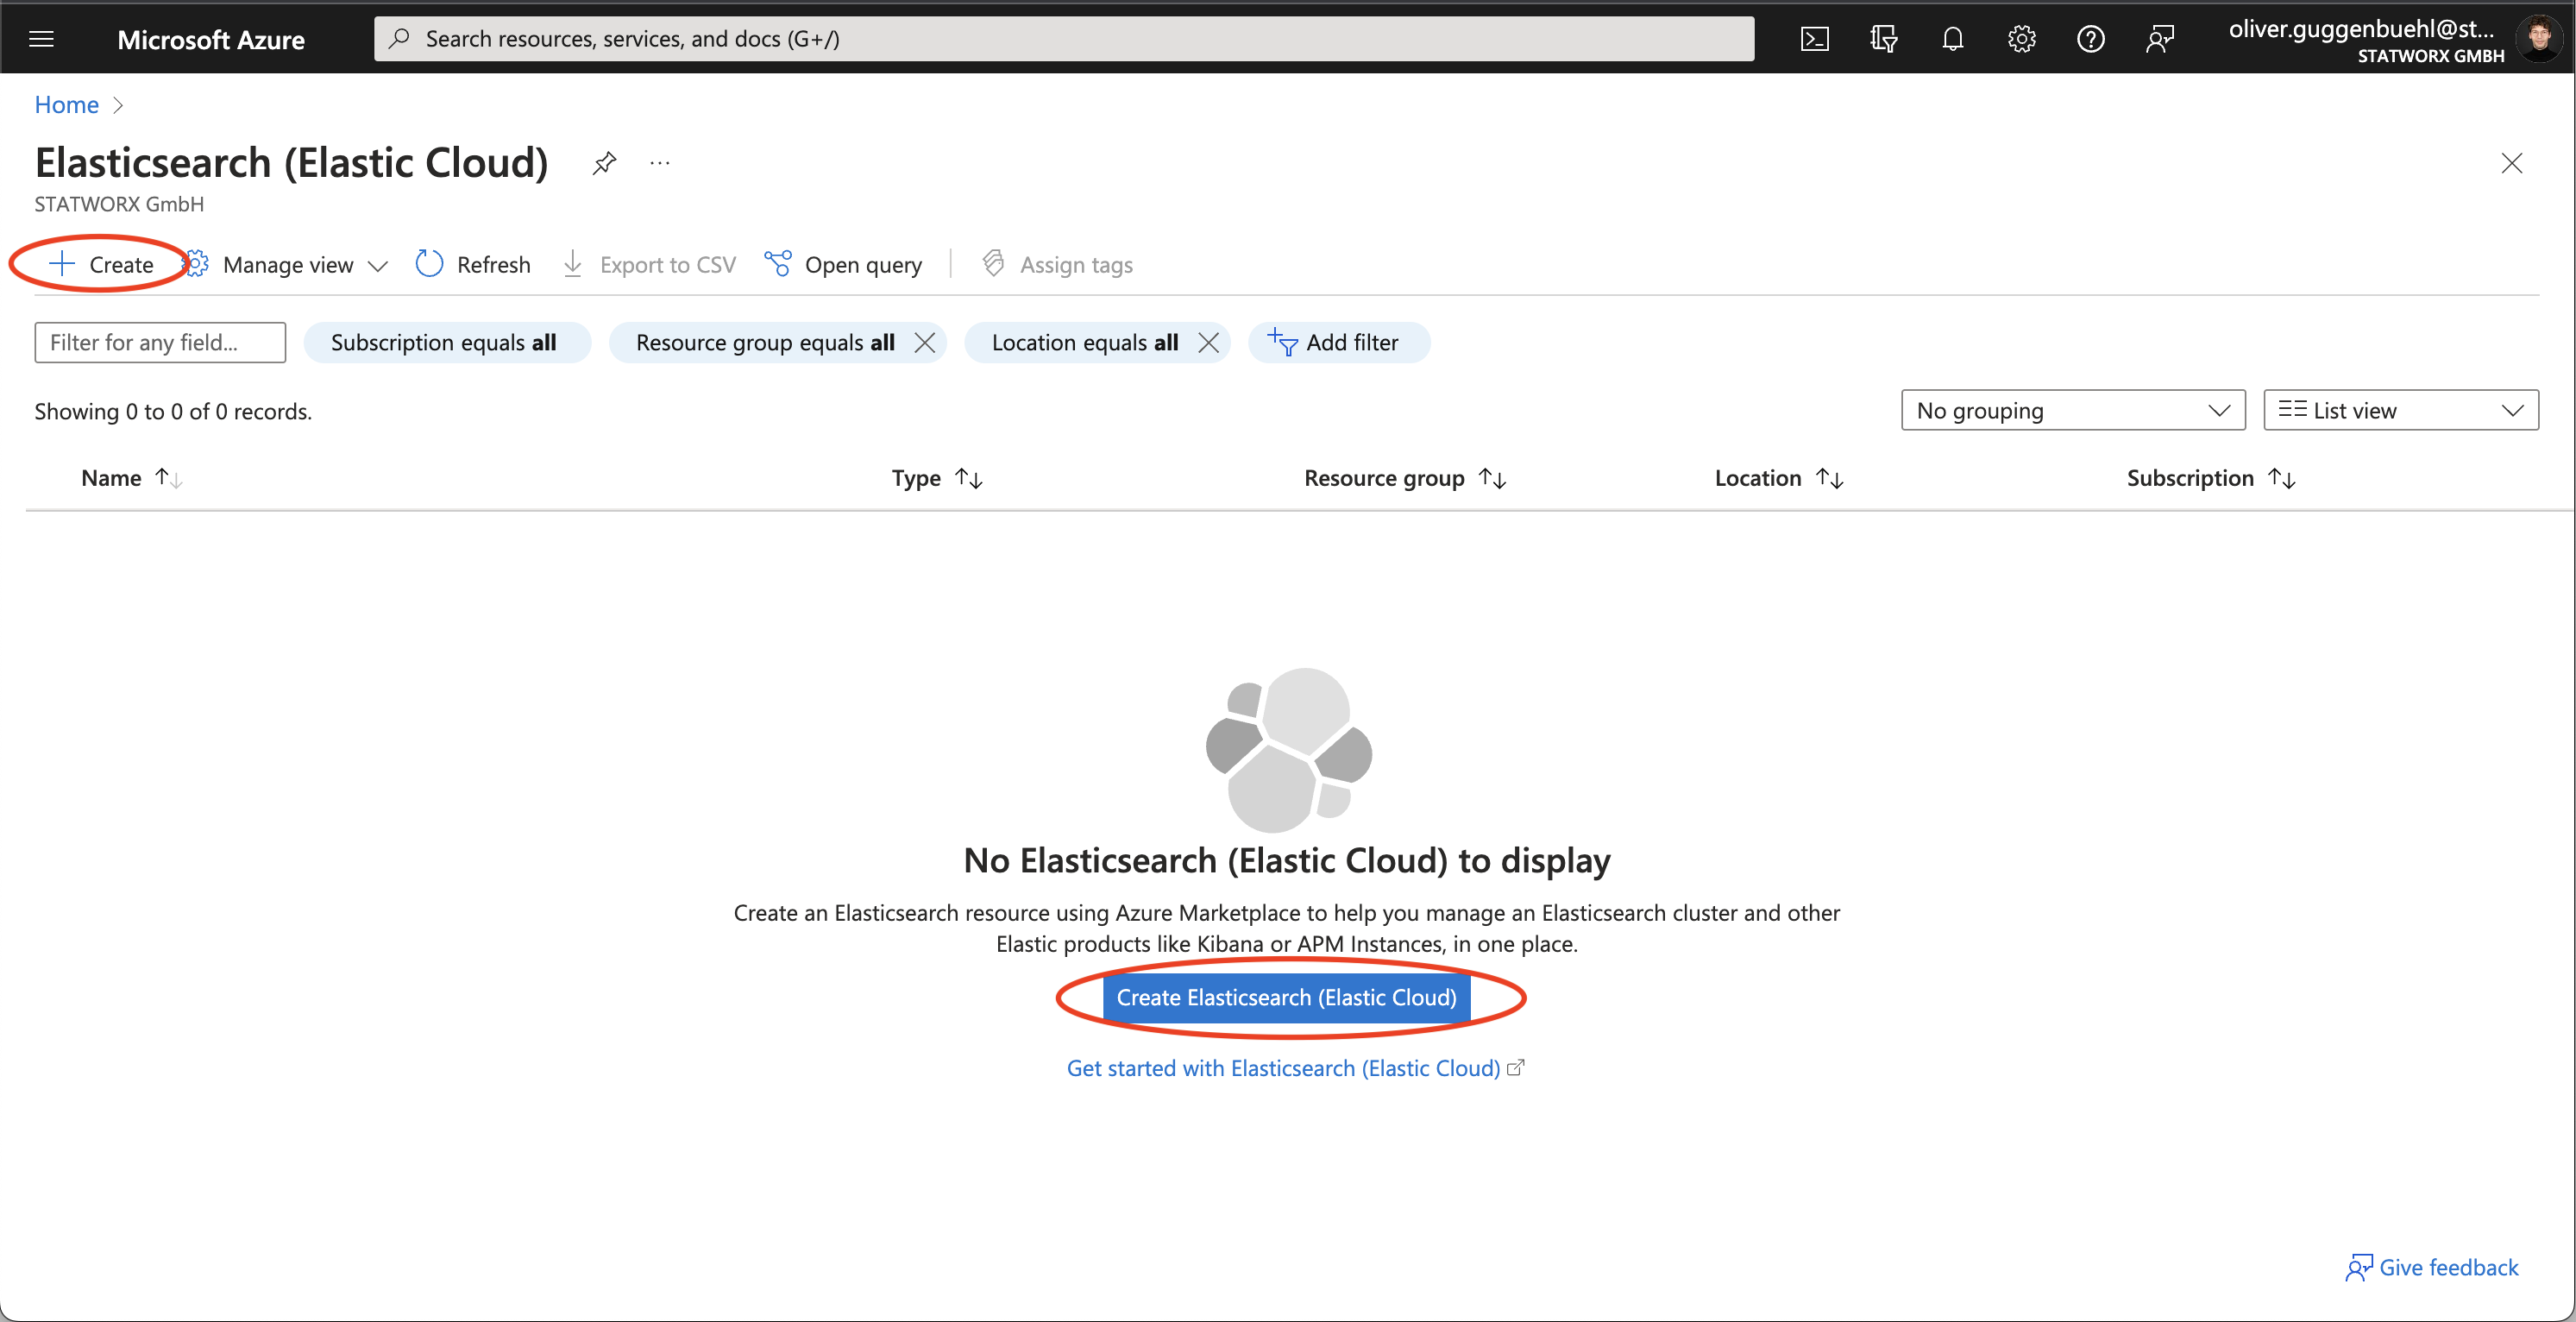 Microsoft Azure
Search resources, services, and docs (G+/)
oliver.guggenbuehl@st...
STATWORX GMBH
Home
Elasticsearch (Elastic Cloud)
...
STATWORX GmbH
Create
Manage view
Refresh
Export to CSV
Open query
Assign tags
Filter for any field...
Subscription equals all
Resource group equals all
Location equals all
Add filter
Showing 0 to 0 of 0 records.
No grouping
List view
Name
Type
Resource group
Location
Subscription
No Elasticsearch (Elastic Cloud) to display
Create an Elasticsearch resource using Azure Marketplace to help you manage an Elasticsearch cluster and other
Elastic products like Kibana or APM Instances, in one place.
Create Elasticsearch (Elastic Cloud)
Get started with Elasticsearch (Elastic Cloud)
Give feedback